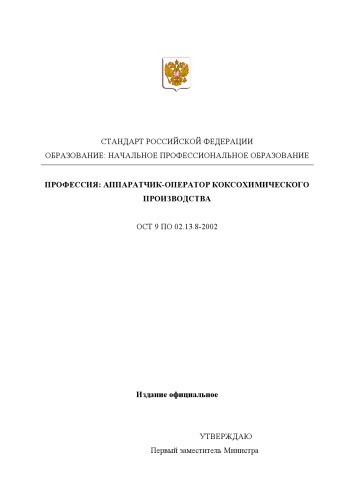 СТАНДАРТ РОССИЙСКОЙ ФЕДЕРАЦИИ
ОБРАЗОВАНИЕ: НАЧАЛЬНОЕ ПРОФЕССИОНАЛЬНОЕ ОБРАЗОВАНИЕ
ПРОФЕССИЯ: АППАРАТЧИК-ОПЕРАТОР КОКСОХИМИЧЕСКОГО
ПРОИЗВОДСТВА
ОСТ 9 ПО 02.13.8-2002
Издание официальное
УТВЕРЖДАЮ
Первый заместитель Министра